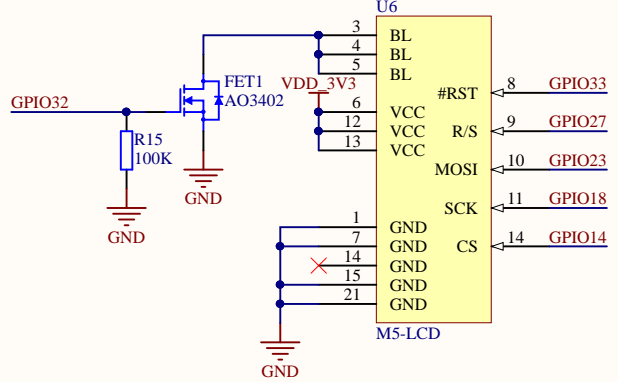 U6
3 BL
4 BL
5 BL
FET1
AO3402
VDD_3V3
#RST 8 GPIO33
GPIO32
6 VCC
12 VCC
13 VCC
R/S 9 GPIO27
R15
100K
MOSI 10 GPIO23
GND
SCK 11 GPIO18
GND
1 GND
7 GND
CS 14 GPIO14
14 GND
15 GND
21 GND
M5-LCD
GND